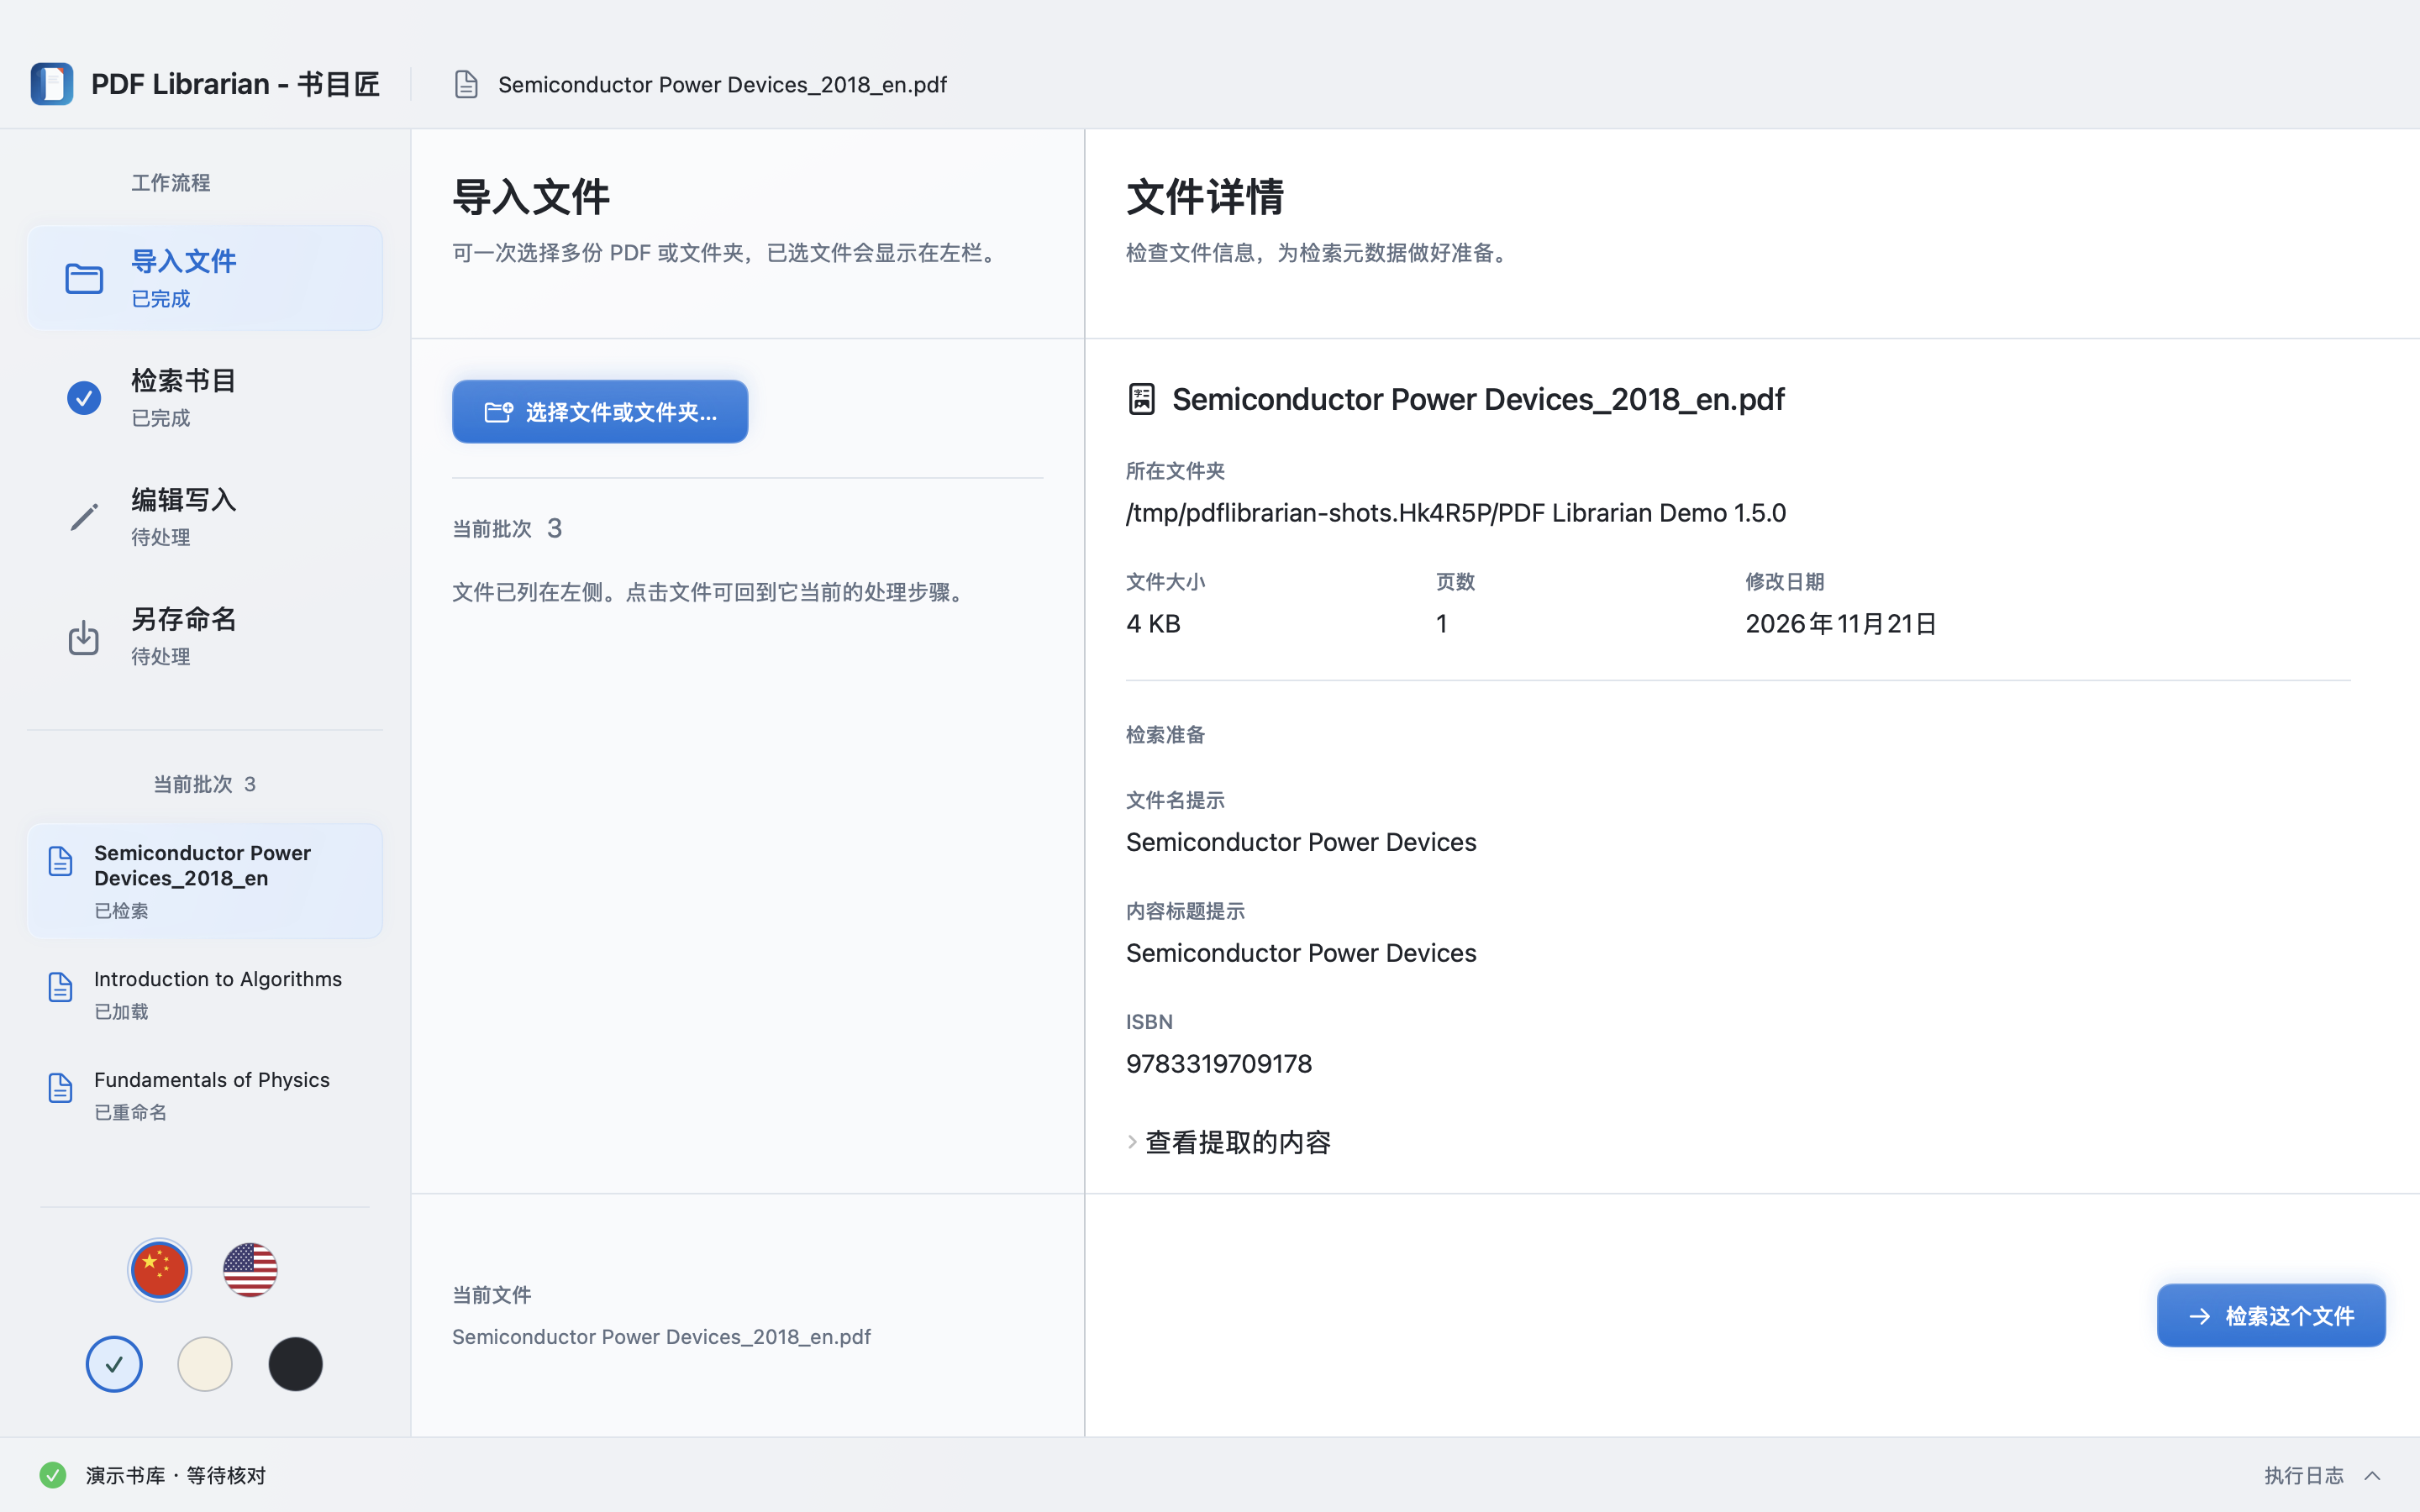 PDF Librarian - 书目匠
Semiconductor Power Devices_2018_en.pdf
工作流程
导入文件
已完成
检索书目
已完成
编辑写入
待处理
另存命名
待处理
当前批次 3
Semiconductor Power
Devices_2018_en
已检索
Introduction to Algorithms
已加载
Fundamentals of Physics
已重命名
导入文件
可一次选择多份 PDF 或文件夹，已选文件会显示在左栏。
选择文件或文件夹...
当前批次 3
文件已列在左侧。点击文件可回到它当前的处理步骤。
当前文件
Semiconductor Power Devices_2018_en.pdf
文件详情
检查文件信息，为检索元数据做好准备。
Semiconductor Power Devices_2018_en.pdf
所在文件夹
/tmp/pdflibrarian-shots.Hk4R5P/PDF Librarian Demo 1.5.0
文件大小 页数 修改日期
4 KB 1 2026年11月21日
检索准备
文件名提示
Semiconductor Power Devices
内容标题提示
Semiconductor Power Devices
ISBN
9783319709178
查看提取的内容
检索这个文件
演示书库 · 等待核对
执行日志